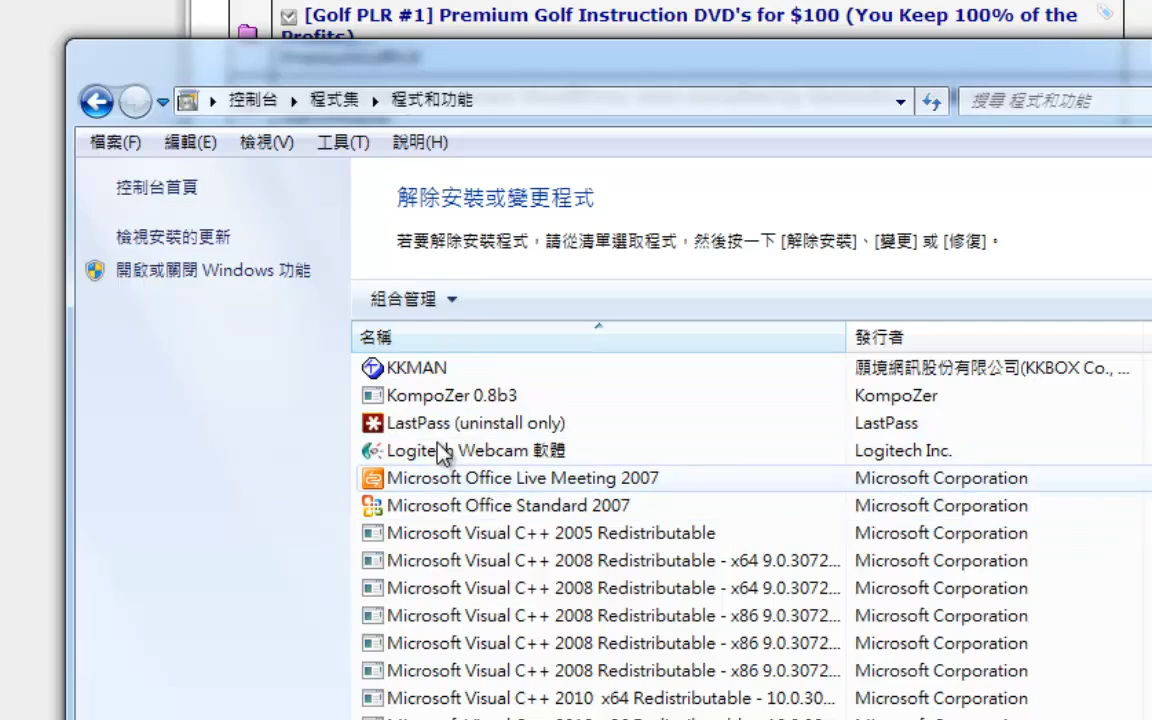 [Golf PLR #1] Premium Golf Instruction DVD's for $100 (You Keep 100% of the
Profits)
控制台 程式集 程式和功能 搜尋 程式和功能
檔案(F) 編輯(E) 檢視(V) 工具(T) 說明(H)
控制台首頁
檢視安裝的更新
開啟或關閉 Windows 功能
解除安裝或變更程式
若要解除安裝程式，請從清單選取程式，然後按一下 [解除安裝]、[變更] 或 [修復]。
組合管理
名稱 發行者
KKMAN 願境網訊股份有限公司(KKBOX Co., ...
KompoZer 0.8b3 KompoZer
LastPass (uninstall only) LastPass
Logitech Webcam 軟體 Logitech Inc.
Microsoft Office Live Meeting 2007 Microsoft Corporation
Microsoft Office Standard 2007 Microsoft Corporation
Microsoft Visual C++ 2005 Redistributable Microsoft Corporation
Microsoft Visual C++ 2008 Redistributable - x64 9.0.3072... Microsoft Corporation
Microsoft Visual C++ 2008 Redistributable - x64 9.0.3072... Microsoft Corporation
Microsoft Visual C++ 2008 Redistributable - x86 9.0.3072... Microsoft Corporation
Microsoft Visual C++ 2008 Redistributable - x86 9.0.3072... Microsoft Corporation
Microsoft Visual C++ 2008 Redistributable - x86 9.0.3072... Microsoft Corporation
Microsoft Visual C++ 2010 x64 Redistributable - 10.0.30... Microsoft Corporation